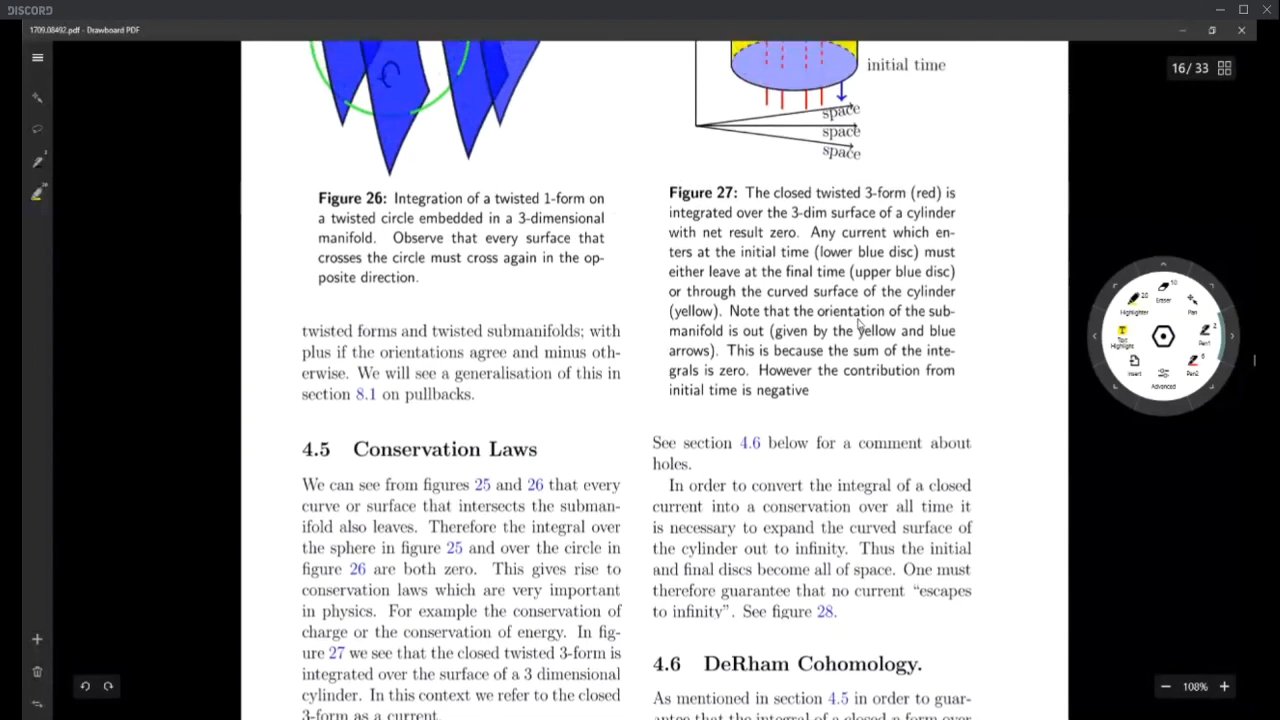 DISCORD
1709.08492.pdf - Drawboard PDF
16 / 33
initial time
space
space
space
Figure 26: Integration of a twisted 1-form on
a twisted circle embedded in a 3-dimensional
manifold. Observe that every surface that
crosses the circle must cross again in the op-
posite direction.
twisted forms and twisted submanifolds; with
plus if the orientations agree and minus oth-
erwise. We will see a generalisation of this in
section 8.1 on pullbacks.
4.5 Conservation Laws
We can see from figures 25 and 26 that every
curve or surface that intersects the subman-
ifold also leaves. Therefore the integral over
the sphere in figure 25 and over the circle in
figure 26 are both zero. This gives rise to
conservation laws which are very important
in physics. For example the conservation of
charge or the conservation of energy. In fig-
ure 27 we see that the closed twisted 3-form is
integrated over the surface of a 3 dimensional
cylinder. In this context we refer to the closed
3-form as a current.
Figure 27: The closed twisted 3-form (red) is
integrated over the 3-dim surface of a cylinder
with net result zero. Any current which en-
ters at the initial time (lower blue disc) must
either leave at the final time (upper blue disc)
or through the curved surface of the cylinder
(yellow). Note that the orientation of the sub-
manifold is out (given by the yellow and blue
arrows). This is because the sum of the inte-
grals is zero. However the contribution from
initial time is negative
See section 4.6 below for a comment about
holes.
In order to convert the integral of a closed
current into a conservation over all time it
is necessary to expand the curved surface of
the cylinder out to infinity. Thus the initial
and final discs become all of space. One must
therefore guarantee that no current “escapes
to infinity”. See figure 28.
4.6 DeRham Cohomology.
As mentioned in section 4.5 in order to guar-
antee that the integral of a closed n-form over
Eraser
Highlighter
Pan
Text
Highlight
Pen1
Insert
Pen2
Advanced
108%